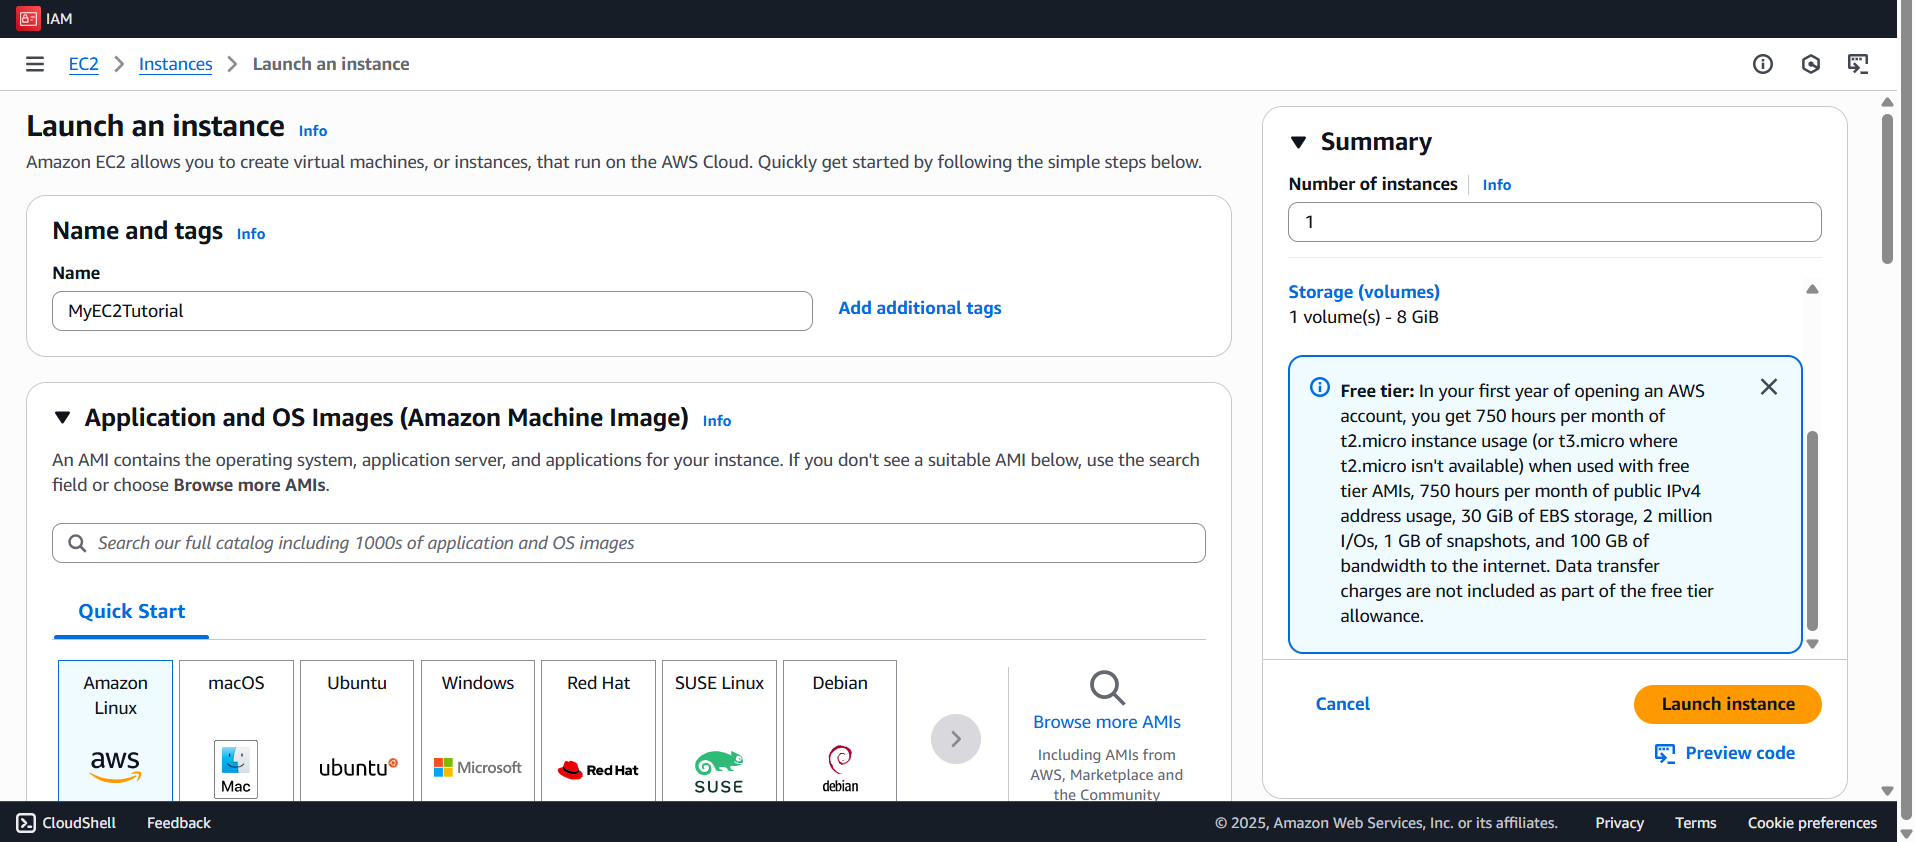 IAM
EC2 Instances Launch an instance
Launch an instance Info
Amazon EC2 allows you to create virtual machines, or instances, that run on the AWS Cloud. Quickly get started by following the simple steps below.
Name and tags Info
Name
MyEC2Tutorial
Add additional tags
Application and OS Images (Amazon Machine Image) Info
An AMI contains the operating system, application server, and applications for your instance. If you don't see a suitable AMI below, use the search
field or choose Browse more AMIs.
Search our full catalog including 1000s of application and OS images
Quick Start
Amazon
Linux
aws
macOS
Mac
Ubuntu
ubuntu
Windows
Microsoft
Red Hat
Red Hat
SUSE Linux
SUSE
Debian
debian
Browse more AMIs
Including AMIs from
AWS, Marketplace and
the Community
Summary
Number of instances Info
1
Storage (volumes)
1 volume(s) - 8 GiB
Free tier: In your first year of opening an AWS
account, you get 750 hours per month of
t2.micro instance usage (or t3.micro where
t2.micro isn't available) when used with free
tier AMIs, 750 hours per month of public IPv4
address usage, 30 GiB of EBS storage, 2 million
I/Os, 1 GB of snapshots, and 100 GB of
bandwidth to the internet. Data transfer
charges are not included as part of the free tier
allowance.
Cancel
Launch instance
Preview code
CloudShell Feedback
© 2025, Amazon Web Services, Inc. or its affiliates. Privacy Terms Cookie preferences